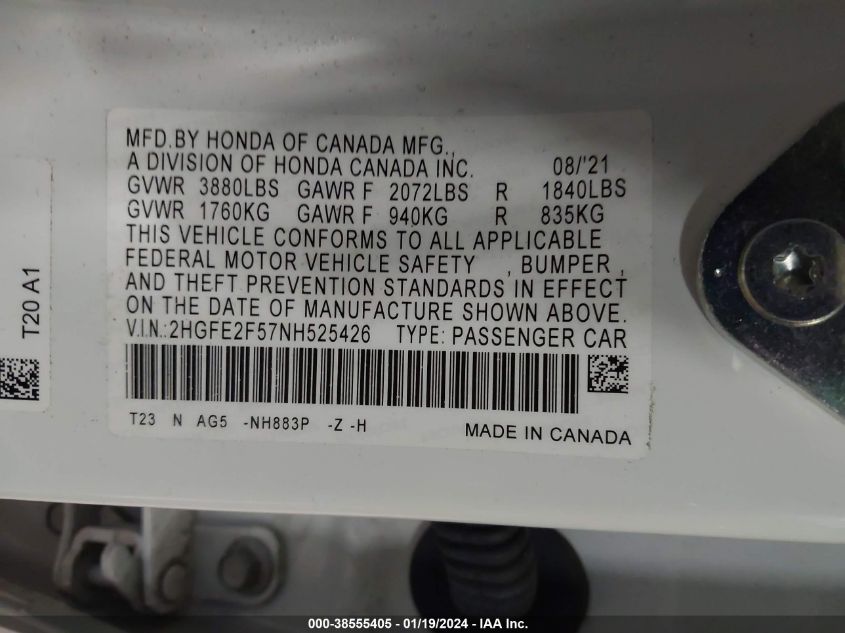 MFD.BY HONDA OF CANADA MFG.,
A DIVISION OF HONDA CANADA INC. 08/'21
GVWR 3880LBS GAWR F 2072LBS R 1840LBS
GVWR 1760KG GAWR F 940KG R 835KG
THIS VEHICLE CONFORMS TO ALL APPLICABLE
FEDERAL MOTOR VEHICLE SAFETY , BUMPER ,
AND THEFT PREVENTION STANDARDS IN EFFECT
ON THE DATE OF MANUFACTURE SHOWN ABOVE.
V.I.N.:2HGFE2F57NH525426 TYPE: PASSENGER CAR
T23 N AG5 -NH883P -Z -H
MADE IN CANADA
T20 A1
000-38555405 - 01/19/2024 - IAA Inc.